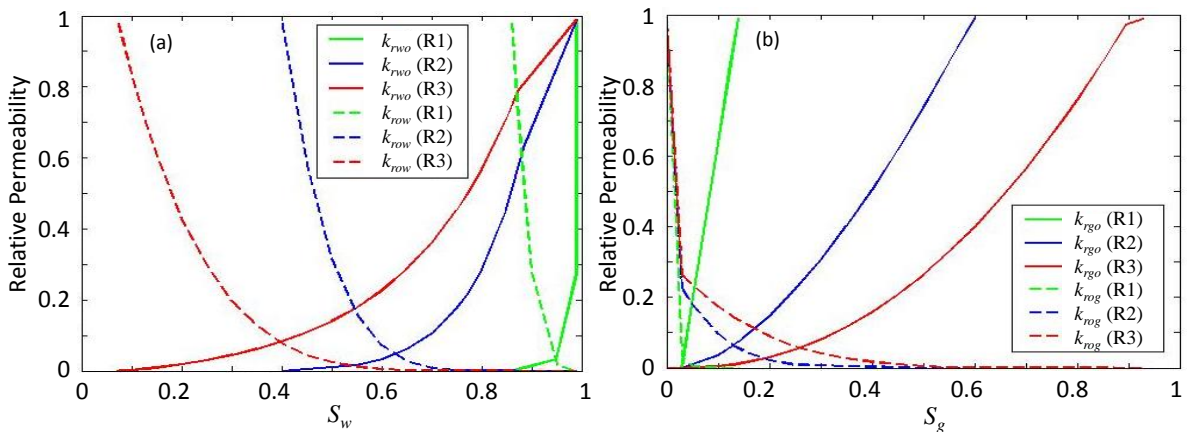 (a)
k_rwo (R1)
k_rwo (R2)
k_rwo (R3)
k_row (R1)
k_row (R2)
k_row (R3)
Relative Permeability
1
0.8
0.6
0.4
0.2
0
0 0.2 0.4 0.6 0.8 1
S_w
(b)
k_rgo (R1)
k_rgo (R2)
k_rgo (R3)
k_rog (R1)
k_rog (R2)
k_rog (R3)
Relative Permeability
1
0.8
0.6
0.4
0.2
0
0 0.2 0.4 0.6 0.8 1
S_g